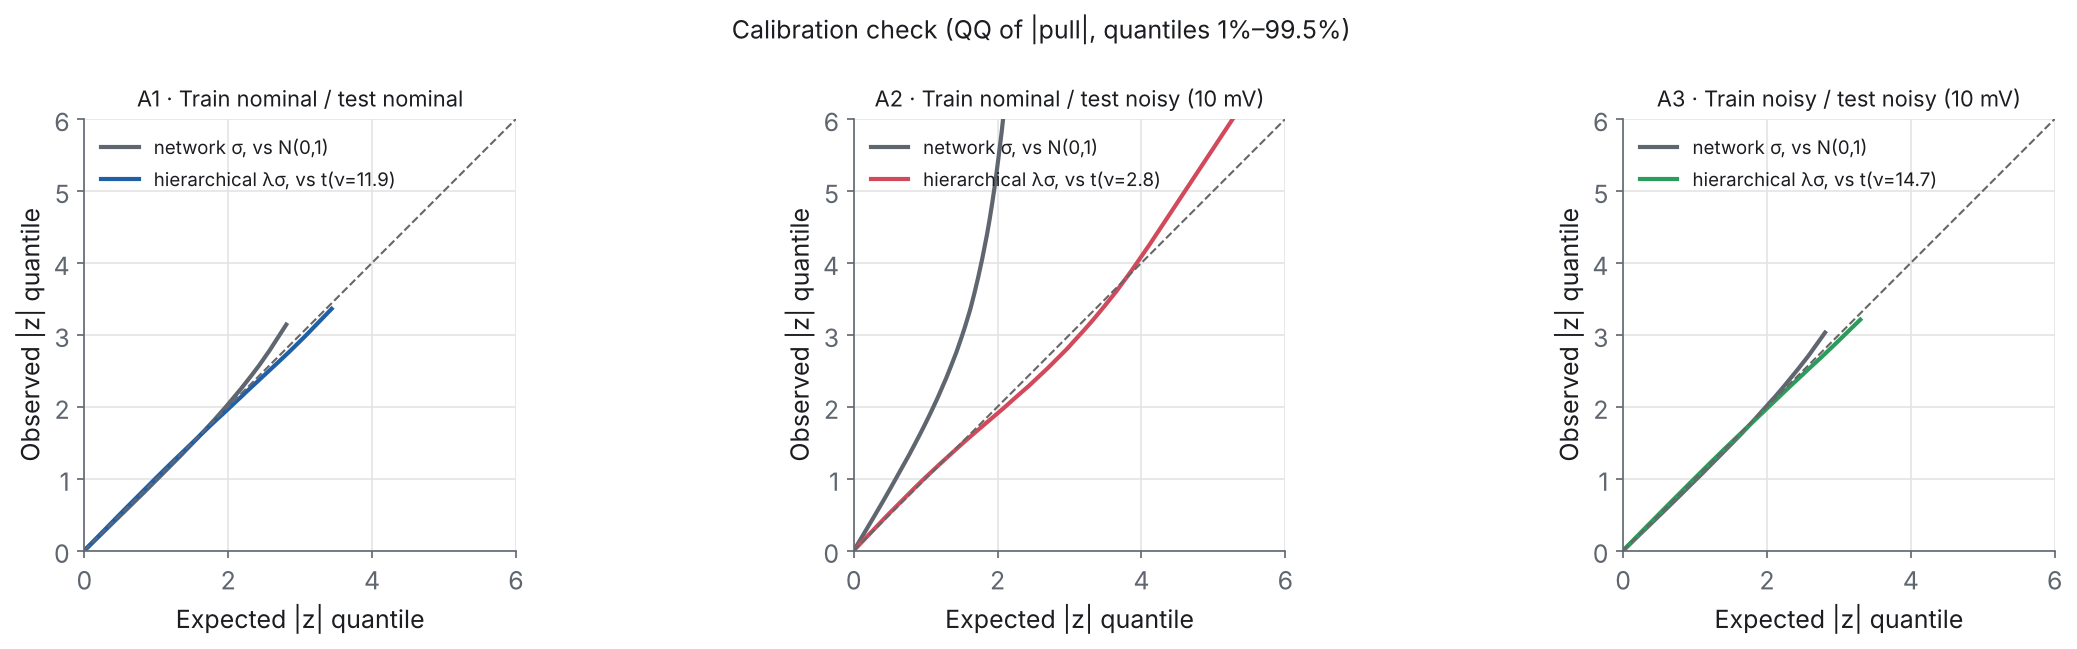 Calibration check (QQ of |pull|, quantiles 1%–99.5%)
A1 · Train nominal / test nominal
network σ, vs N(0,1)
hierarchical λσ, vs t(ν=11.9)
Observed |z| quantile
6
5
4
3
2
1
0
0 2 4 6
Expected |z| quantile
A2 · Train nominal / test noisy (10 mV)
network σ, vs N(0,1)
hierarchical λσ, vs t(ν=2.8)
Observed |z| quantile
6
5
4
3
2
1
0
0 2 4 6
Expected |z| quantile
A3 · Train noisy / test noisy (10 mV)
network σ, vs N(0,1)
hierarchical λσ, vs t(ν=14.7)
Observed |z| quantile
6
5
4
3
2
1
0
0 2 4 6
Expected |z| quantile